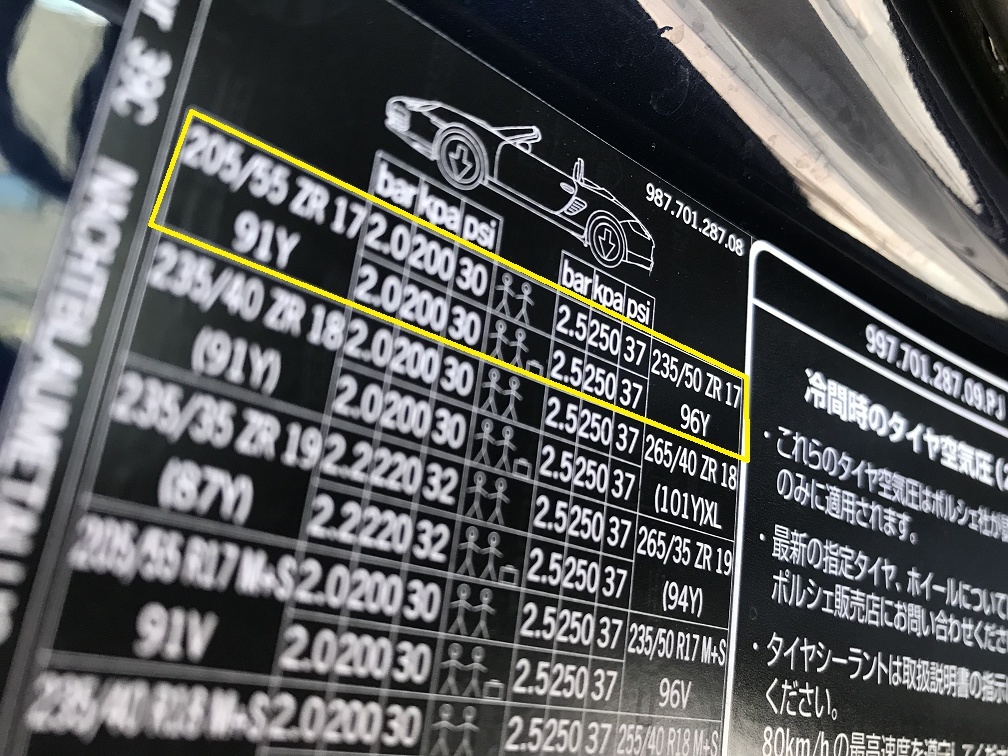 987.701.287.08
bar kpa psi
bar kpa psi
205/55 ZR 17
91Y
2.0 200 30
2.5 250 37
2.0 200 30
2.5 250 37
235/50 ZR 17
96Y
235/40 ZR 18
(91Y)
2.0 200 30
2.5 250 37
2.0 200 30
2.5 250 37
265/40 ZR 18
(101Y)XL
235/35 ZR 19
(87Y)
2.2 220 32
2.5 250 37
2.2 220 32
2.5 250 37
265/35 ZR 19
(94Y)
205/55 R17 M+S
91V
2.0 200 30
2.5 250 37
2.0 200 30
2.5 250 37
235/50 R17 M+S
96V
235/40 R18 M+S
2.0 200 30
2.5 250 37
255/40 R18 M+S
NACHTBLAUMETALL
997.701.287.09.P
冷間時のタイヤ空気圧
・これらのタイヤ空気圧はポルシェ社
のみに適用されます。
・最新の指定タイヤ、ホイールについ
ポルシェ販売店にお問い合わせくだ
・タイヤシーラントは取扱説明書の指
ください。
80km/hの最高速度を